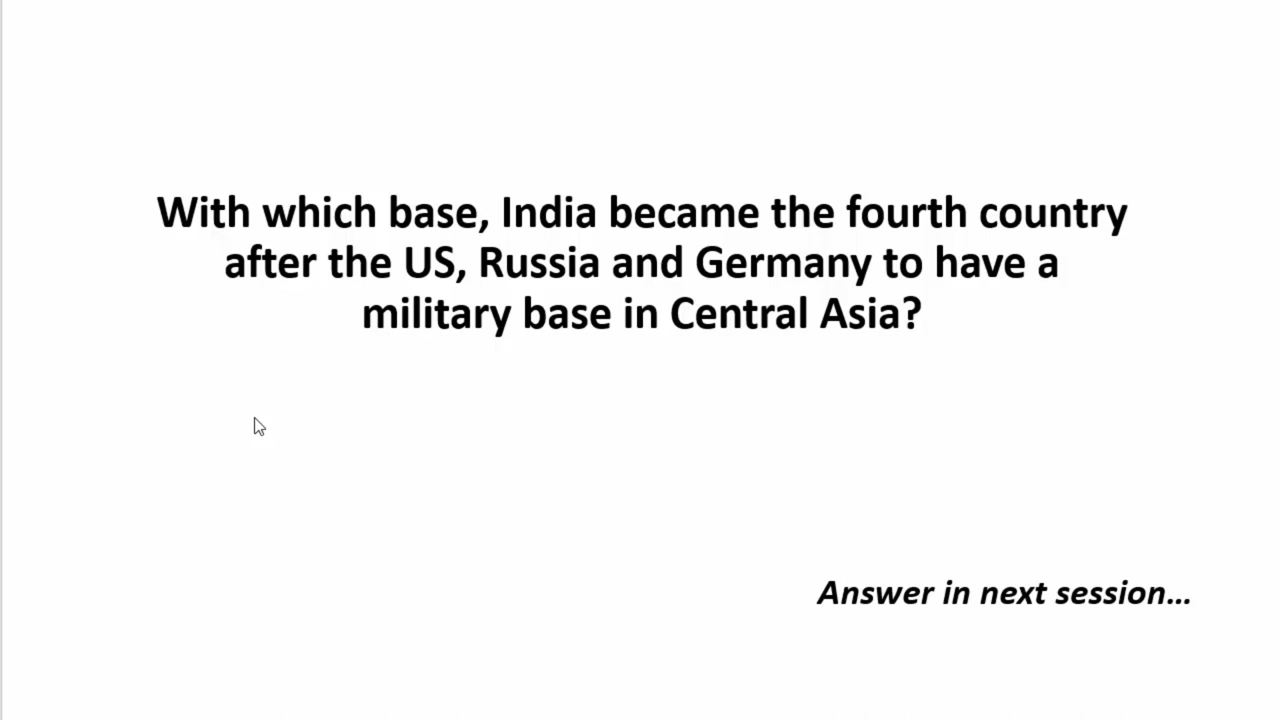 With which base, India became the fourth country
after the US, Russia and Germany to have a
military base in Central Asia?
Answer in next session...